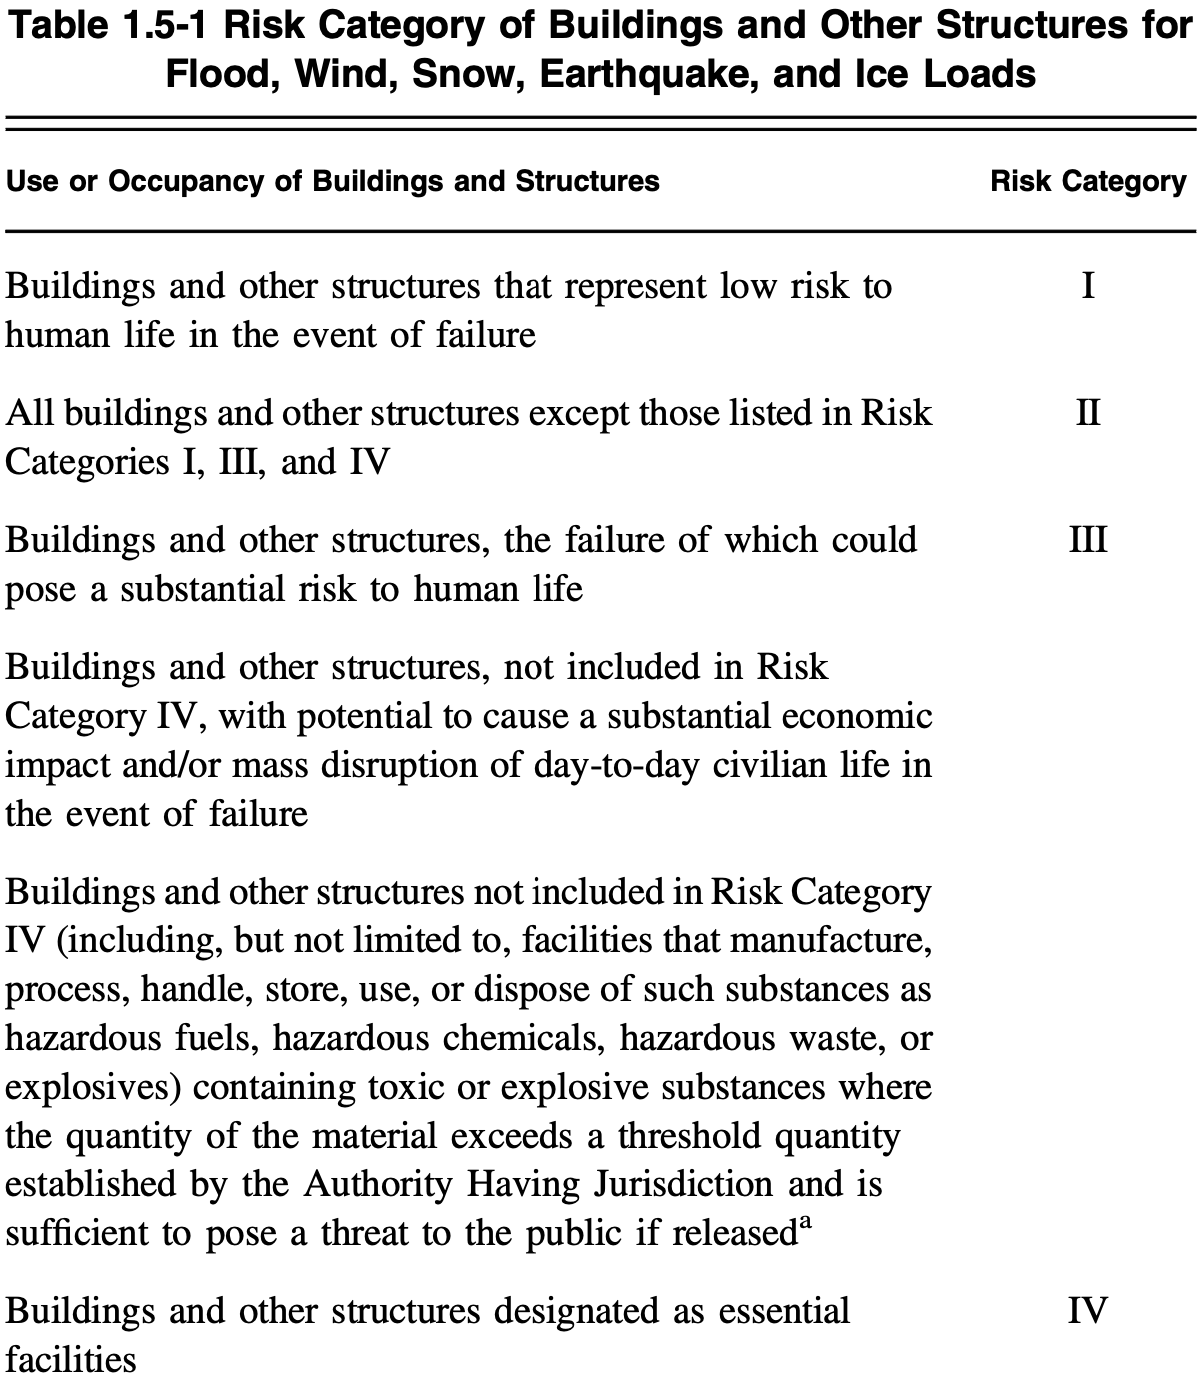 Table 1.5-1 Risk Category of Buildings and Other Structures for
Flood, Wind, Snow, Earthquake, and Ice Loads
Use or Occupancy of Buildings and Structures Risk Category
Buildings and other structures that represent low risk to I
human life in the event of failure
All buildings and other structures except those listed in Risk II
Categories I, III, and IV
Buildings and other structures, the failure of which could III
pose a substantial risk to human life
Buildings and other structures, not included in Risk
Category IV, with potential to cause a substantial economic
impact and/or mass disruption of day-to-day civilian life in
the event of failure
Buildings and other structures not included in Risk Category
IV (including, but not limited to, facilities that manufacture,
process, handle, store, use, or dispose of such substances as
hazardous fuels, hazardous chemicals, hazardous waste, or
explosives) containing toxic or explosive substances where
the quantity of the material exceeds a threshold quantity
established by the Authority Having Jurisdiction and is
sufficient to pose a threat to the public if releasedᵃ
Buildings and other structures designated as essential IV
facilities